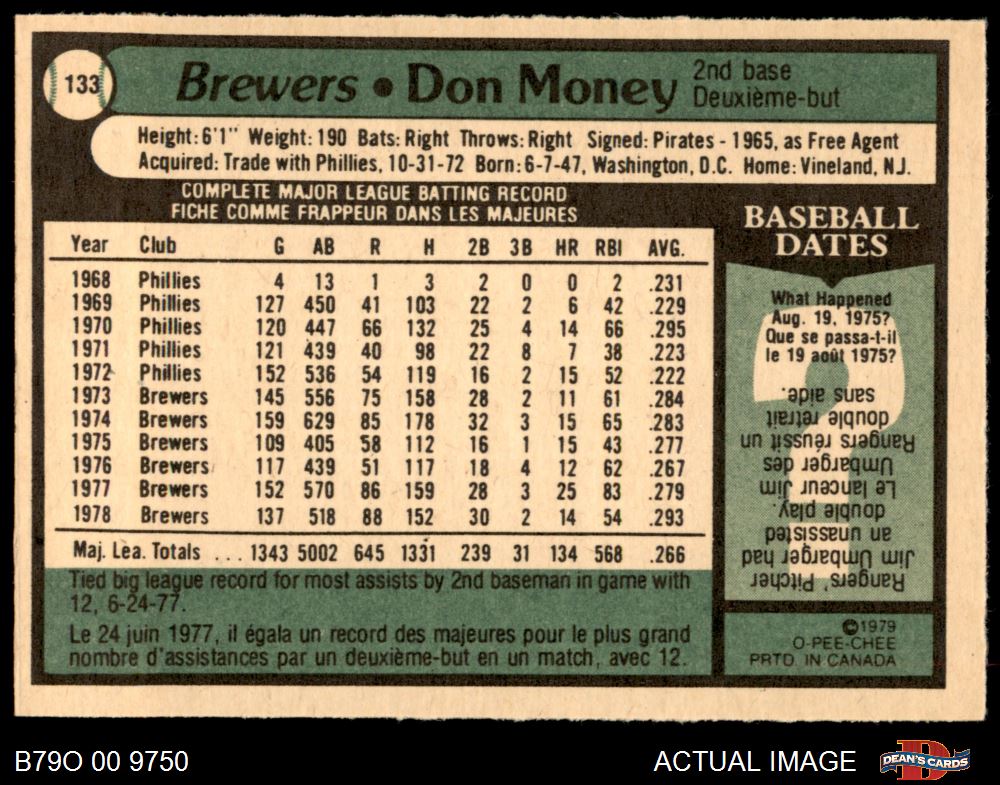 133
Brewers • Don Money
2nd base
Deuxième-but
Height: 6'1" Weight: 190 Bats: Right Throws: Right Signed: Pirates - 1965, as Free Agent
Acquired: Trade with Phillies, 10-31-72 Born: 6-7-47, Washington, D.C. Home: Vineland, N.J.
COMPLETE MAJOR LEAGUE BATTING RECORD
FICHE COMME FRAPPEUR DANS LES MAJEURES
Year Club G AB R H 2B 3B HR RBI AVG.
1968 Phillies 4 13 1 3 2 0 0 2 .231
1969 Phillies 127 450 41 103 22 2 6 42 .229
1970 Phillies 120 447 66 132 25 4 14 66 .295
1971 Phillies 121 439 40 98 22 8 7 38 .223
1972 Phillies 152 536 54 119 16 2 15 52 .222
1973 Brewers 145 556 75 158 28 2 11 61 .284
1974 Brewers 159 629 85 178 32 3 15 65 .283
1975 Brewers 109 405 58 112 16 1 15 43 .277
1976 Brewers 117 439 51 117 18 4 12 62 .267
1977 Brewers 152 570 86 159 28 3 25 83 .279
1978 Brewers 137 518 88 152 30 2 14 54 .293
Maj. Lea. Totals ... 1343 5002 645 1331 239 31 134 568 .266
Tied big league record for most assists by 2nd baseman in game with
12, 6-24-77.
Le 24 juin 1977, il égala un record des majeures pour le plus grand
nombre d'assistances par un deuxième-but en un match, avec 12.
BASEBALL
DATES
What Happened
Aug. 19, 1975?
Que se passa-t-il
le 19 août 1975?
Rangers' Pitcher
Jim Umbarger had
an unassisted
double play.
Le lanceur Jim
Umbarger des
Rangers réussit un
double retrait
sans aide.
©1979
O-PEE-CHEE
PRTD. IN CANADA
B79O 00 9750
ACTUAL IMAGE
D
DEAN'S CARDS